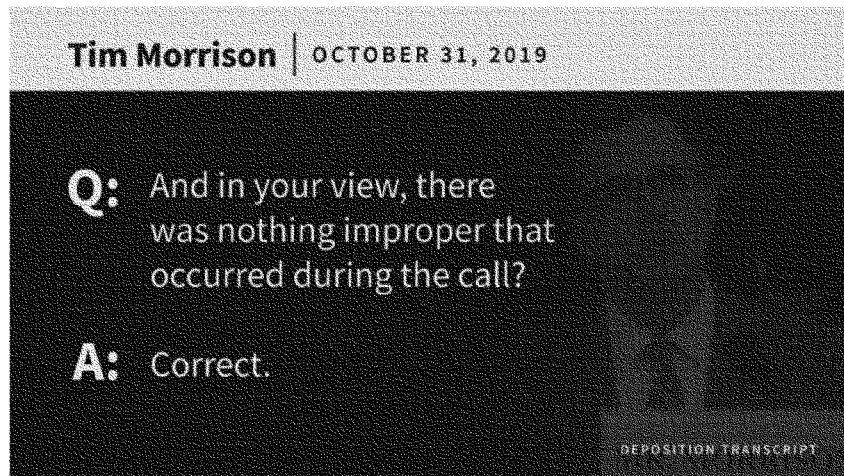 Tim Morrison | OCTOBER 31, 2019
Q: And in your view, there
was nothing improper that
occurred during the call?
A: Correct.
DEPOSITION TRANSCRIPT